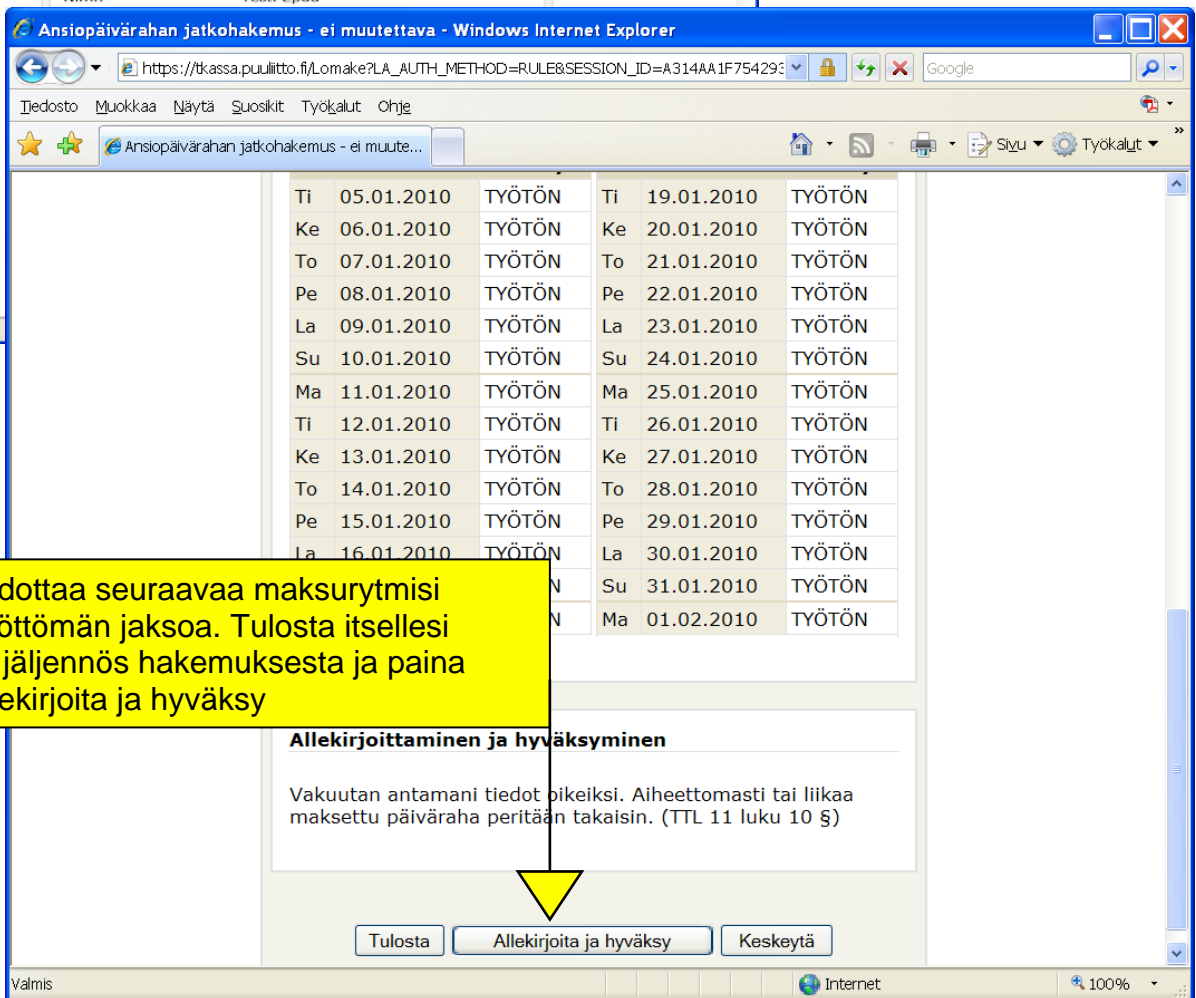 Ansiopäivärahan jatkohakemus - ei muutettava - Windows Internet Explorer
https://tkassa.puuliitto.fi/Lomake?LA_AUTH_METHOD=RULE&SESSION_ID=A314AA1F754293
Google
Tiedosto Muokkaa Näytä Suosikit Työkalut Ohje
Ansiopäivärahan jatkohakemus - ei muute...
Sivu Työkalut
Ti 05.01.2010 TYÖTÖN Ti 19.01.2010 TYÖTÖN
Ke 06.01.2010 TYÖTÖN Ke 20.01.2010 TYÖTÖN
To 07.01.2010 TYÖTÖN To 21.01.2010 TYÖTÖN
Pe 08.01.2010 TYÖTÖN Pe 22.01.2010 TYÖTÖN
La 09.01.2010 TYÖTÖN La 23.01.2010 TYÖTÖN
Su 10.01.2010 TYÖTÖN Su 24.01.2010 TYÖTÖN
Ma 11.01.2010 TYÖTÖN Ma 25.01.2010 TYÖTÖN
Ti 12.01.2010 TYÖTÖN Ti 26.01.2010 TYÖTÖN
Ke 13.01.2010 TYÖTÖN Ke 27.01.2010 TYÖTÖN
To 14.01.2010 TYÖTÖN To 28.01.2010 TYÖTÖN
Pe 15.01.2010 TYÖTÖN Pe 29.01.2010 TYÖTÖN
La 16.01.2010 TYÖTÖN La 30.01.2010 TYÖTÖN
N Su 31.01.2010 TYÖTÖN
N Ma 01.02.2010 TYÖTÖN
dottaa seuraavaa maksurytmisi
öttömän jaksoa. Tulosta itsellesi
jäljennös hakemuksesta ja paina
ekirjoita ja hyväksy
Allekirjoittaminen ja hyväksyminen
Vakuutan antamani tiedot oikeiksi. Aiheettomasti tai liikaa
maksettu päiväraha peritään takaisin. (TTL 11 luku 10 §)
Tulosta Allekirjoita ja hyväksy Keskeytä
Valmis Internet 100%